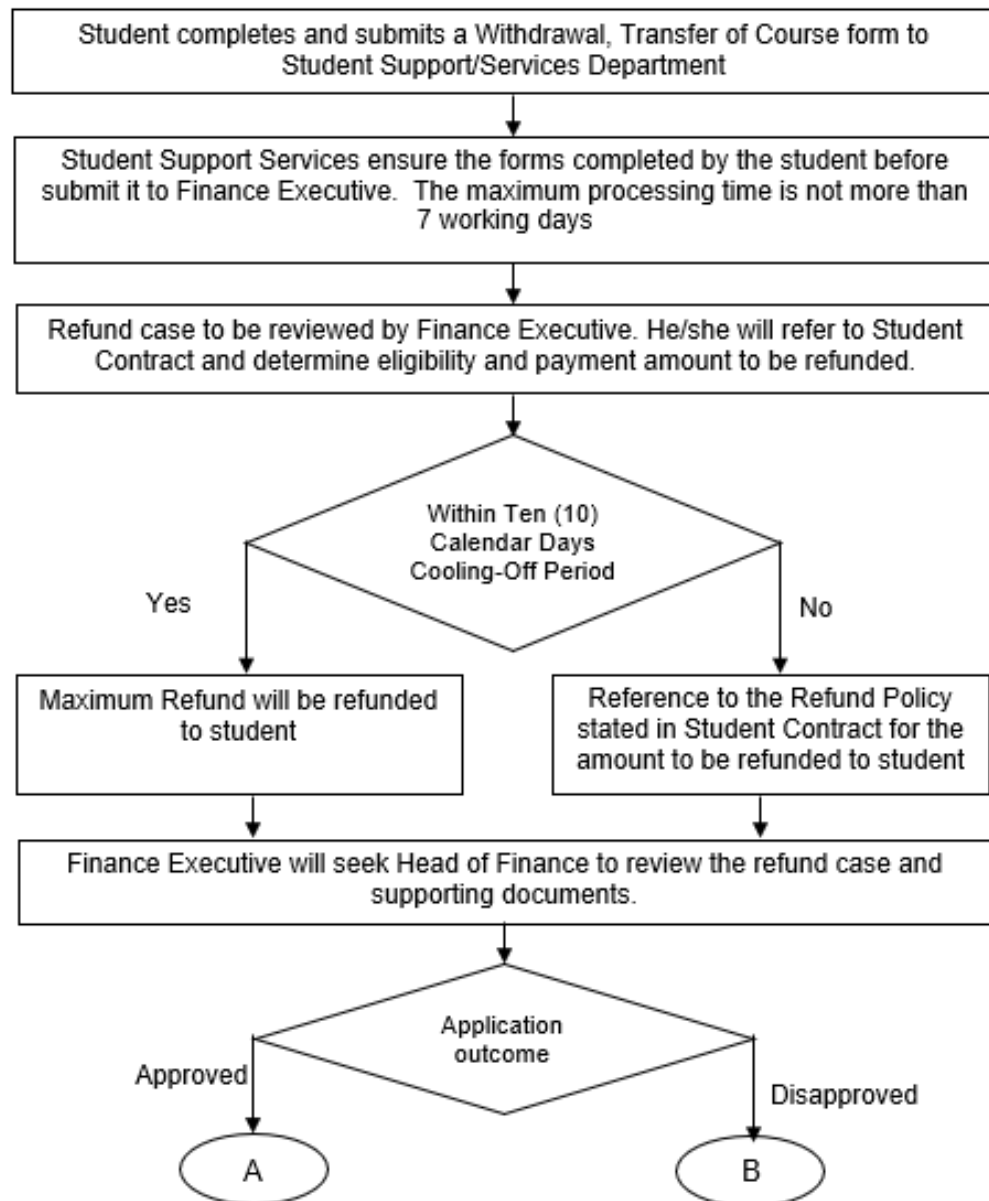 Student completes and submits a Withdrawal, Transfer of Course form to
Student Support/Services Department
Student Support Services ensure the forms completed by the student before
submit it to Finance Executive. The maximum processing time is not more than
7 working days
Refund case to be reviewed by Finance Executive. He/she will refer to Student
Contract and determine eligibility and payment amount to be refunded.
Within Ten (10)
Calendar Days
Cooling-Off Period
Yes
No
Maximum Refund will be refunded
to student
Reference to the Refund Policy
stated in Student Contract for the
amount to be refunded to student
Finance Executive will seek Head of Finance to review the refund case and
supporting documents.
Application
outcome
Approved
Disapproved
A
B